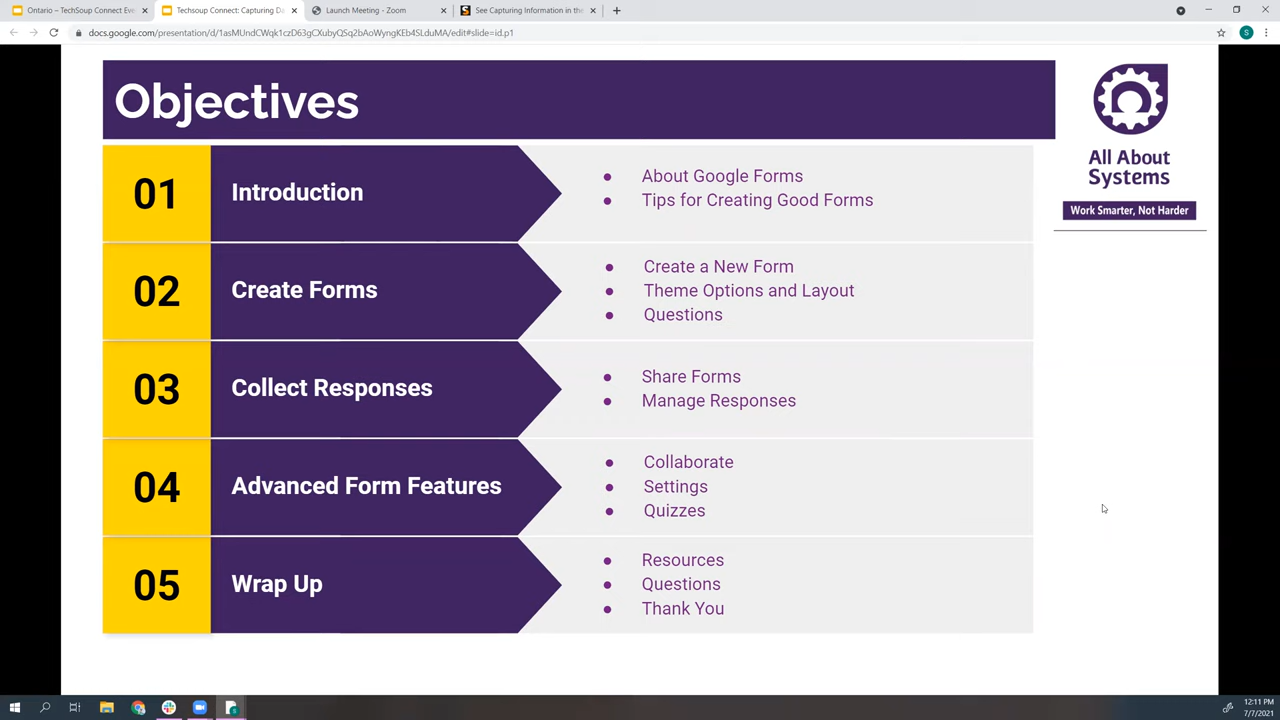 Ontario – TechSoup Connect Eve
Techsoup Connect: Capturing Da
Launch Meeting - Zoom
See Capturing Information in the
docs.google.com/presentation/d/1asMUndCWqk1czD63gCXubyQSq2bAoWyngKEb4SLduMA/edit#slide=id.p1
Objectives
All About
Systems
Work Smarter, Not Harder
01
Introduction
● About Google Forms
● Tips for Creating Good Forms
02
Create Forms
● Create a New Form
● Theme Options and Layout
● Questions
03
Collect Responses
● Share Forms
● Manage Responses
04
Advanced Form Features
● Collaborate
● Settings
● Quizzes
05
Wrap Up
● Resources
● Questions
● Thank You
12:11 PM
7/7/2021